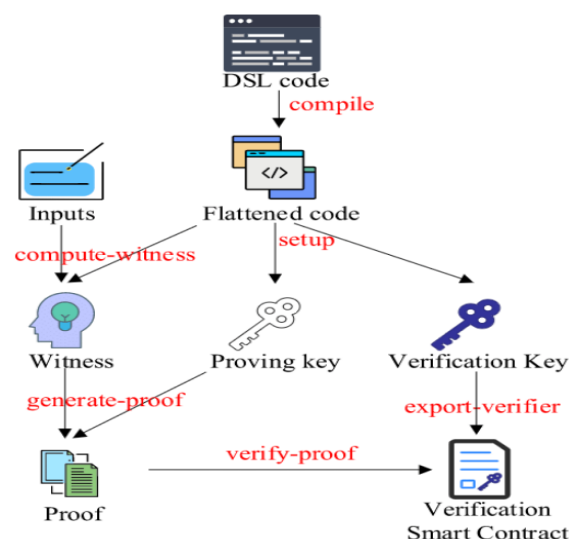 DSL code
compile
Inputs
Flattened code
compute-witness
setup
Witness
Proving key
Verification Key
generate-proof
export-verifier
verify-proof
Proof
Verification
Smart Contract